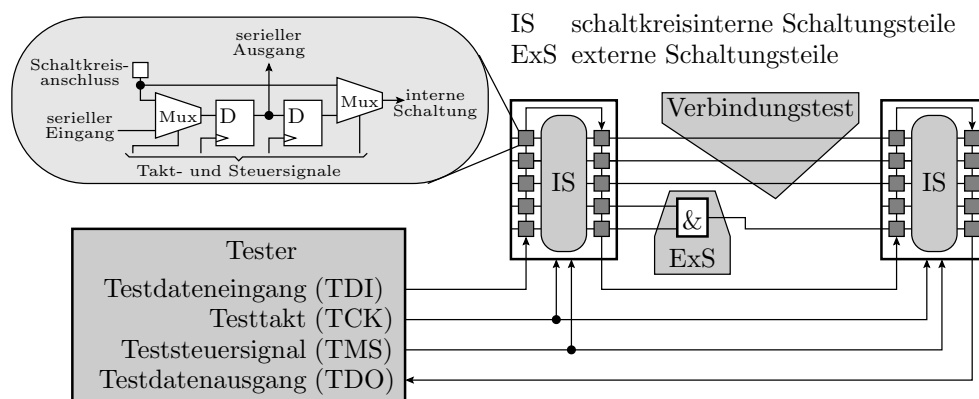 IS schaltkreisinterne Schaltungsteile
ExS externe Schaltungsteile
serieller
Ausgang
Schaltkreis-
anschluss
Mux
D
D
Mux
interne
Schaltung
serieller
Eingang
Takt- und Steuersignale
Verbindungstest
IS
IS
&
ExS
Tester
Testdateneingang (TDI)
Testtakt (TCK)
Teststeuersignal (TMS)
Testdatenausgang (TDO)